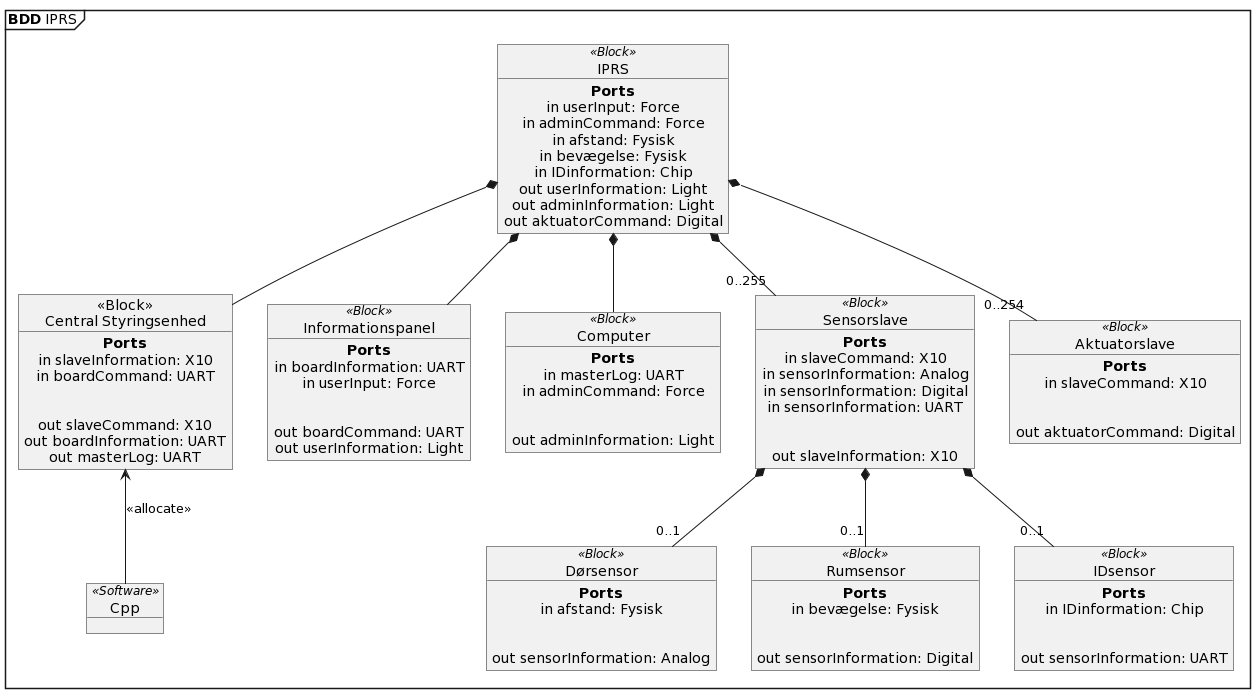 BDD IPRS
«Block»
IPRS
Ports
in userInput: Force
in adminCommand: Force
in afstand: Fysisk
in bevægelse: Fysisk
in IDinformation: Chip
out userInformation: Light
out adminInformation: Light
out aktuatorCommand: Digital
0..255
0..254
«Block»
Central Styringsenhed
Ports
in slaveInformation: X10
in boardCommand: UART
out slaveCommand: X10
out boardInformation: UART
out masterLog: UART
«Block»
Informationspanel
Ports
in boardInformation: UART
in userInput: Force
out boardCommand: UART
out userInformation: Light
«Block»
Computer
Ports
in masterLog: UART
in adminCommand: Force
out adminInformation: Light
«Block»
Sensorslave
Ports
in slaveCommand: X10
in sensorInformation: Analog
in sensorInformation: Digital
in sensorInformation: UART
out slaveInformation: X10
«Block»
Aktuatorslave
Ports
in slaveCommand: X10
out aktuatorCommand: Digital
«allocate»
0..1
0..1
0..1
«Software»
Cpp
«Block»
Dørsensor
Ports
in afstand: Fysisk
out sensorInformation: Analog
«Block»
Rumsensor
Ports
in bevægelse: Fysisk
out sensorInformation: Digital
«Block»
IDsensor
Ports
in IDinformation: Chip
out sensorInformation: UART